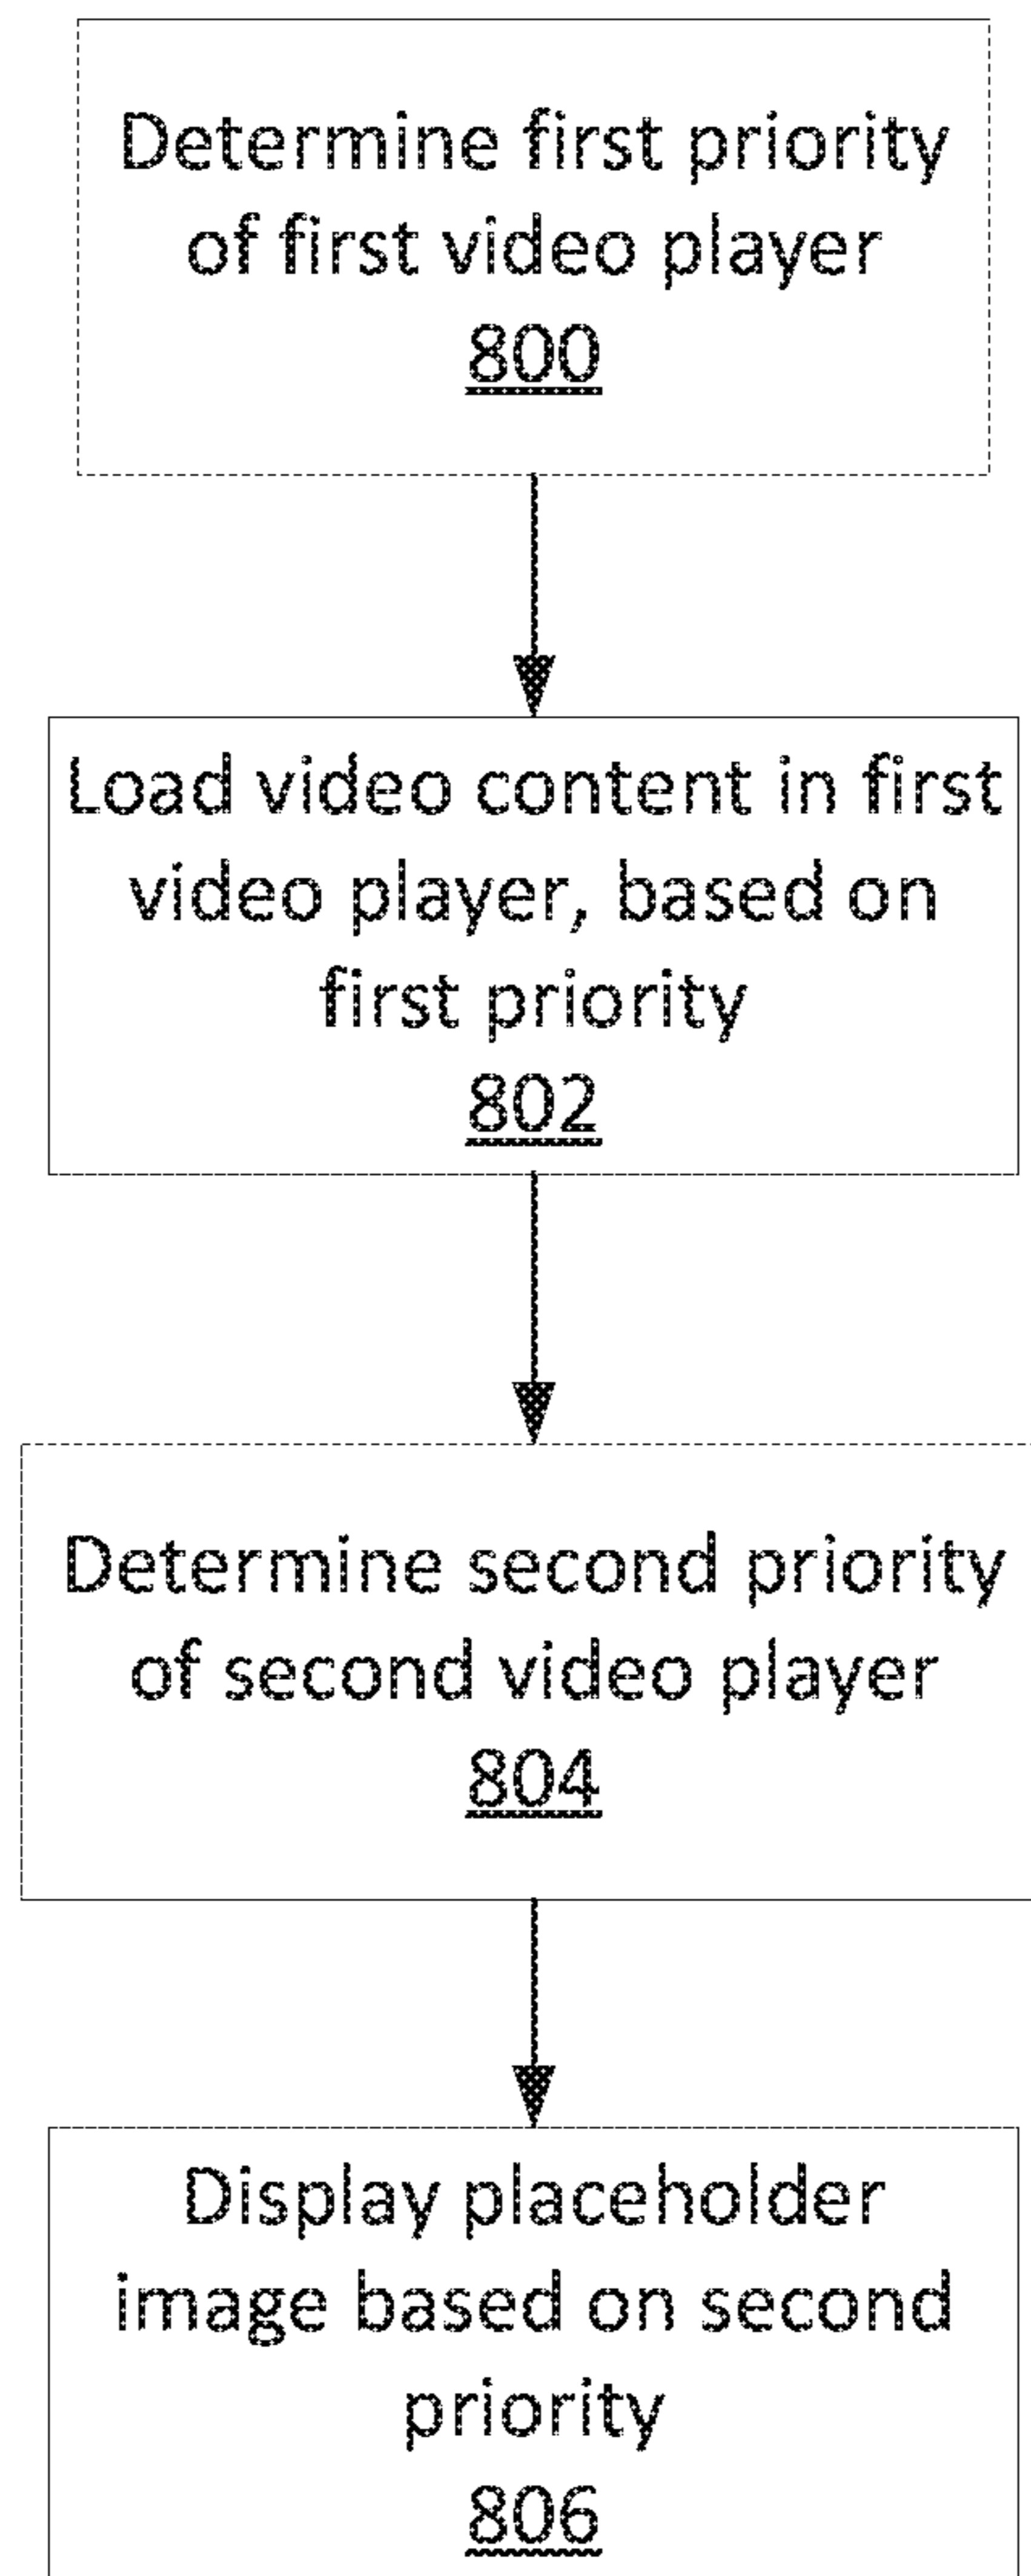 Determine first priority
of first video player
800
Load video content in first
video player, based on
first priority
802
Determine second priority
of second video player
804
Display placeholder
image based on second
priority
806